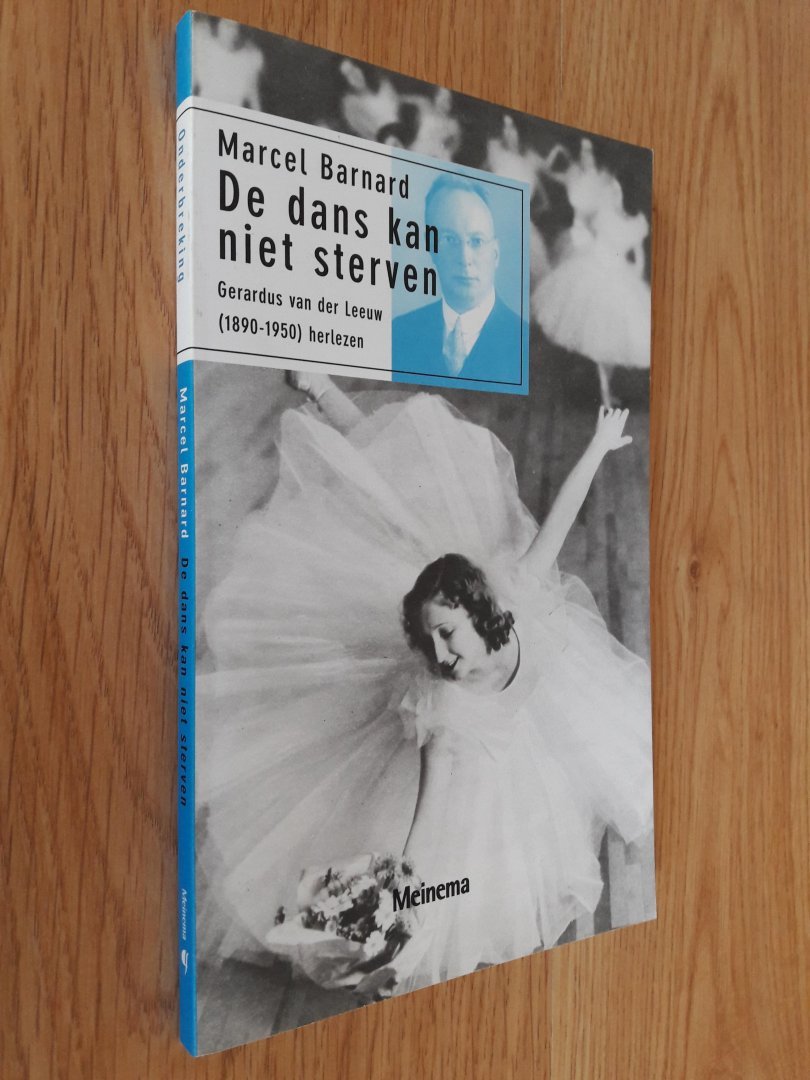 Marcel Barnard
De dans kan
niet sterven
Gerardus van der Leeuw
(1890-1950) herlezen
Meinema
Onderbreking
Marcel Barnard De dans kan niet sterven
Meinema